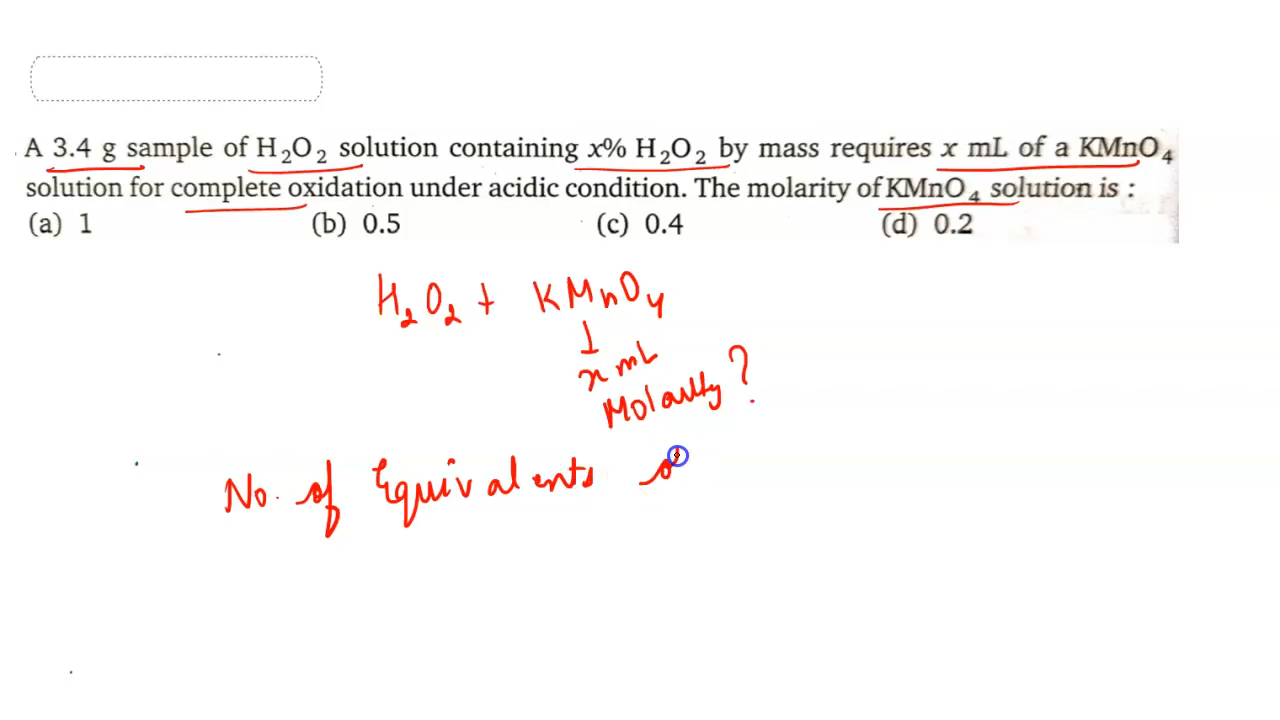 A 3.4 g sample of H₂O₂ solution containing x% H₂O₂ by mass requires x mL of a KMnO₄
solution for complete oxidation under acidic condition. The molarity of KMnO₄ solution is :
(a) 1 (b) 0.5 (c) 0.4 (d) 0.2
H₂O₂ + KMnO₄
↓
x mL
Molarity ?
No. of Equivalents o